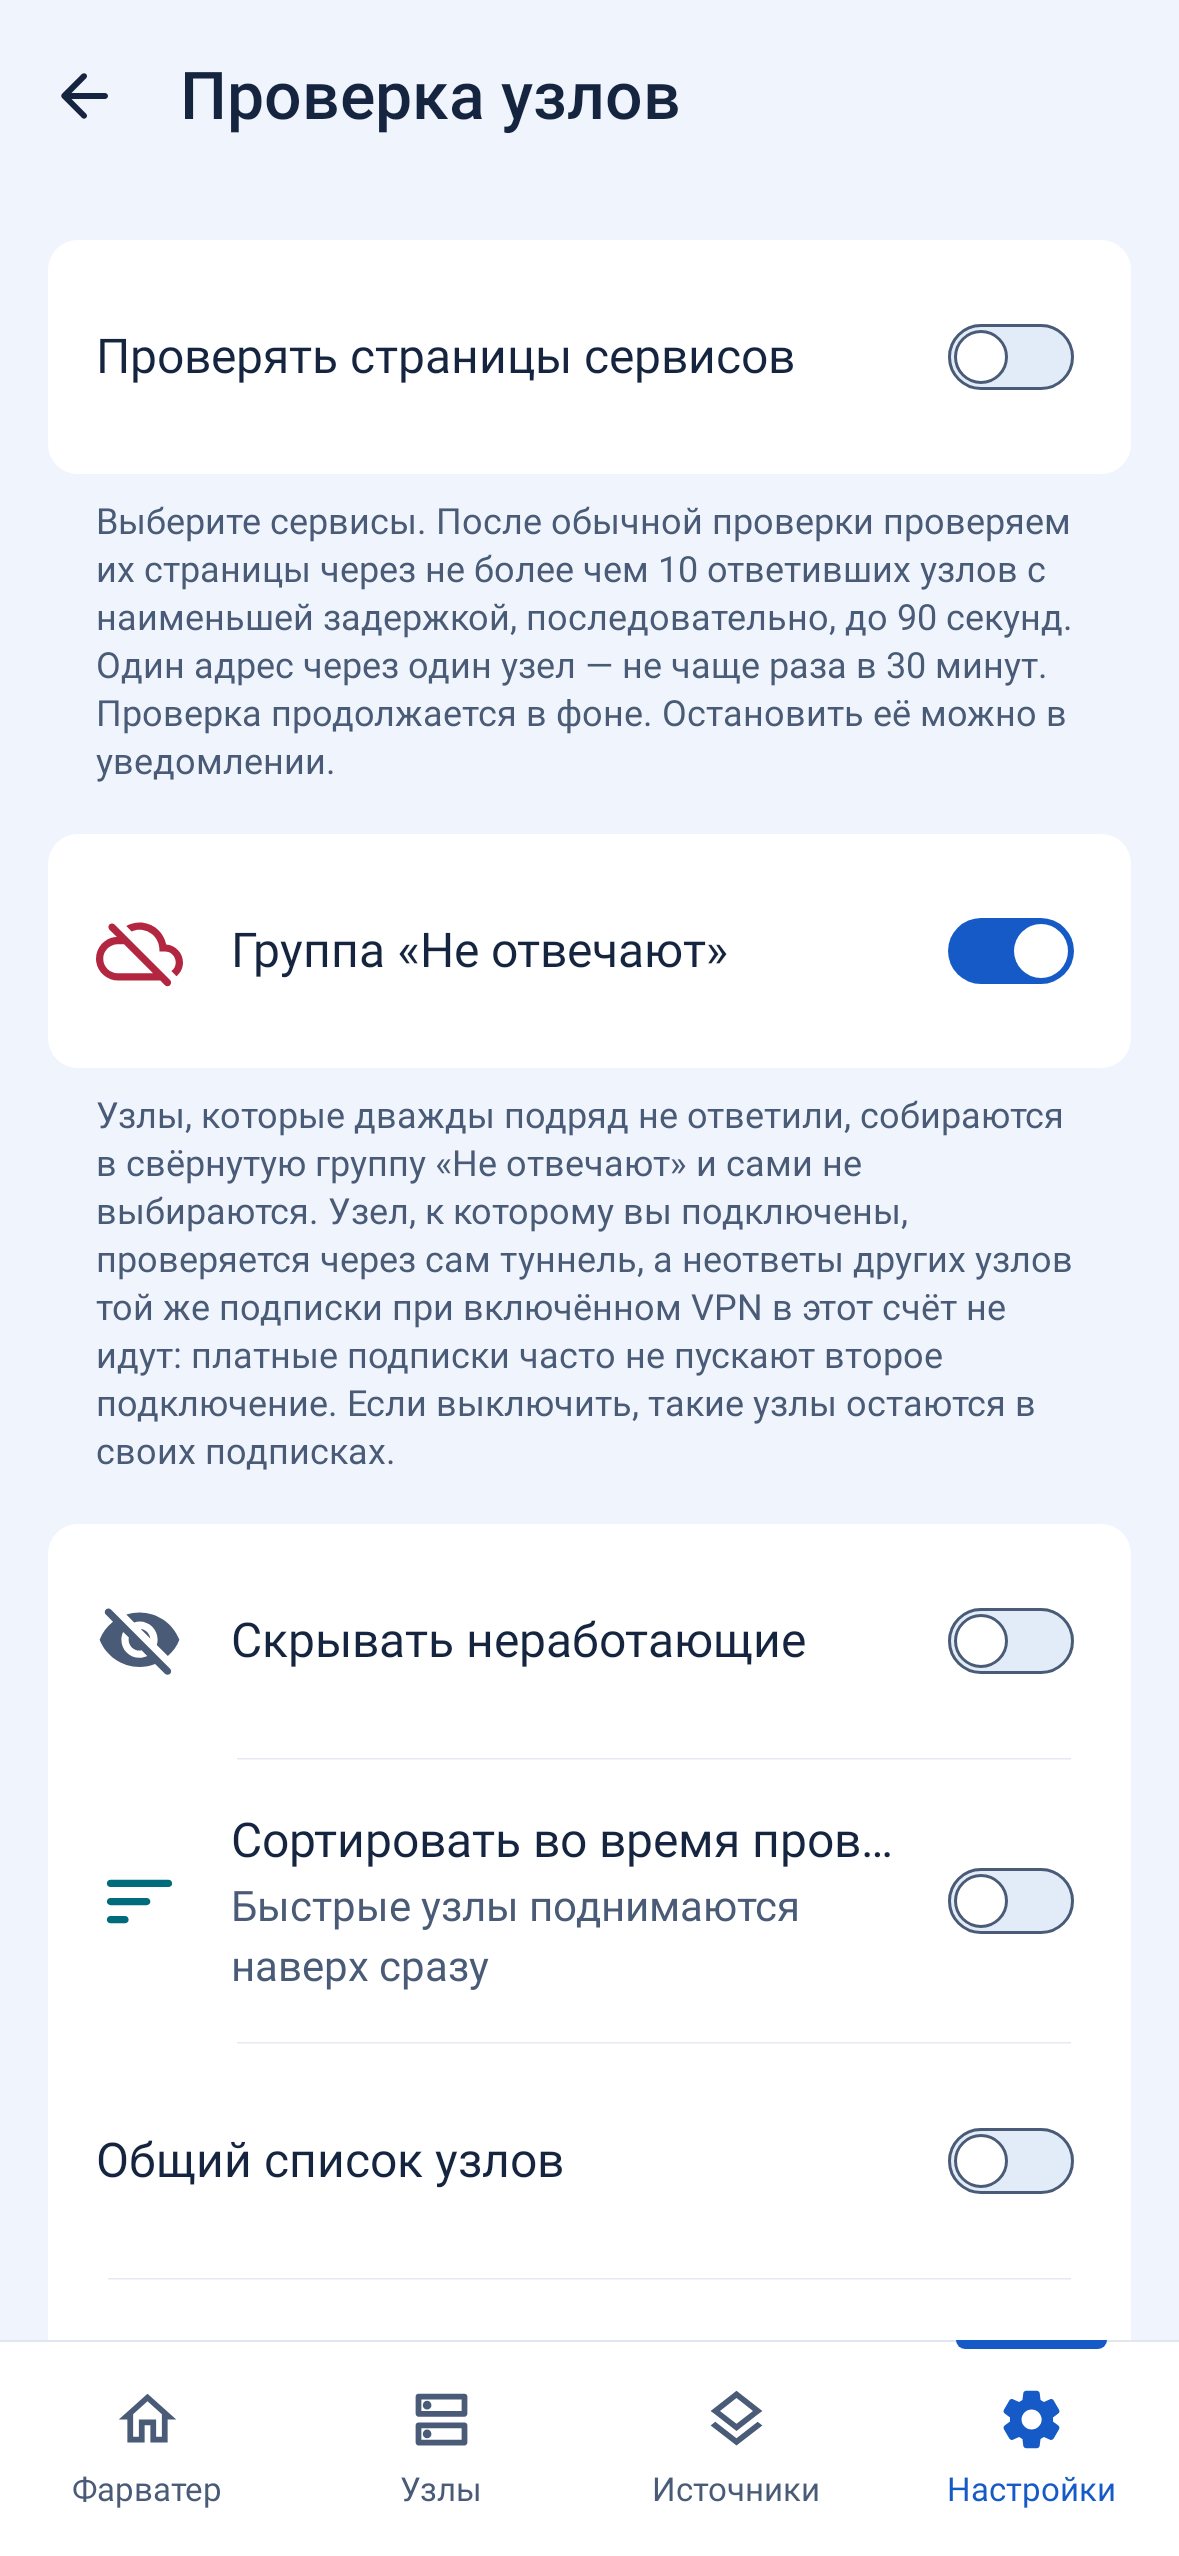 Проверка узлов
Проверять страницы сервисов
Выберите сервисы. После обычной проверки проверяем
их страницы через не более чем 10 ответивших узлов с
наименьшей задержкой, последовательно, до 90 секунд.
Один адрес через один узел — не чаще раза в 30 минут.
Проверка продолжается в фоне. Остановить её можно в
уведомлении.
Группа «Не отвечают»
Узлы, которые дважды подряд не ответили, собираются
в свёрнутую группу «Не отвечают» и сами не
выбираются. Узел, к которому вы подключены,
проверяется через сам туннель, а неответы других узлов
той же подписки при включённом VPN в этот счёт не
идут: платные подписки часто не пускают второе
подключение. Если выключить, такие узлы остаются в
своих подписках.
Скрывать неработающие
Сортировать во время пров...
Быстрые узлы поднимаются
наверх сразу
Общий список узлов
Фарватер
Узлы
Источники
Настройки